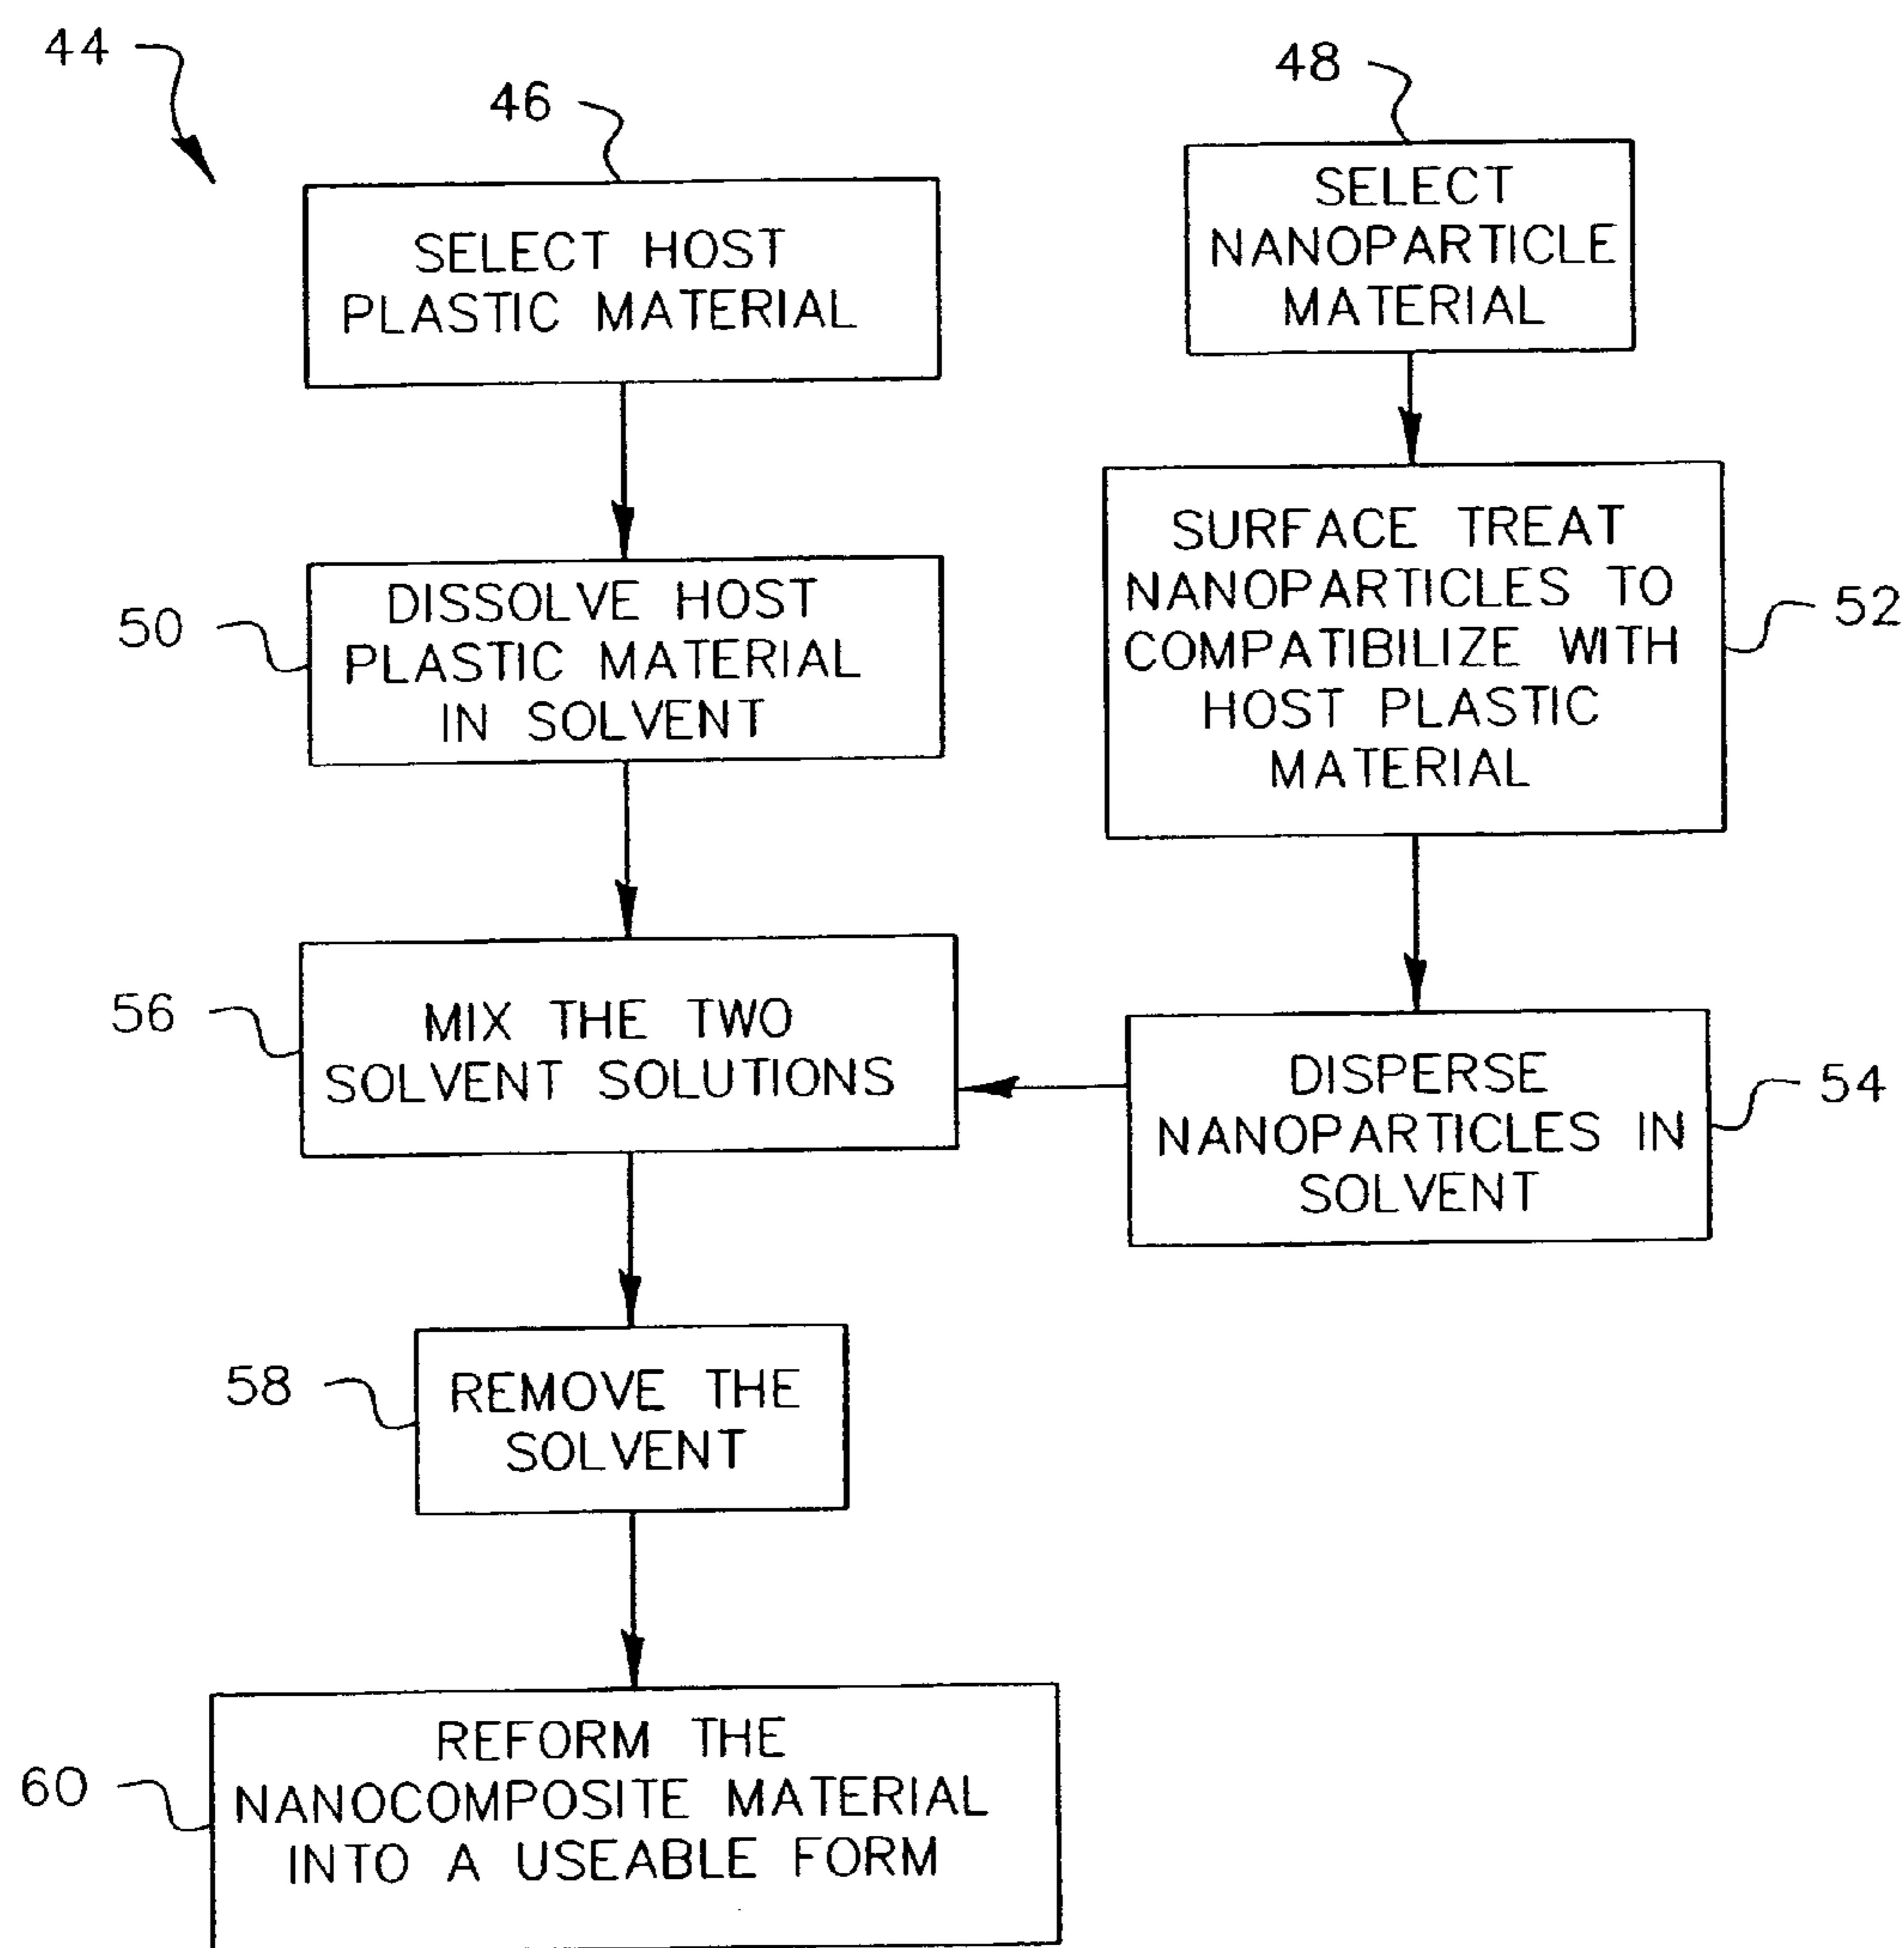 44
46
SELECT HOST
PLASTIC MATERIAL
48
SELECT
NANOPARTICLE
MATERIAL
50
DISSOLVE HOST
PLASTIC MATERIAL
IN SOLVENT
SURFACE TREAT
NANOPARTICLES TO
COMPATIBILIZE WITH
HOST PLASTIC
MATERIAL
52
56
MIX THE TWO
SOLVENT SOLUTIONS
DISPERSE
NANOPARTICLES IN
SOLVENT
54
58
REMOVE THE
SOLVENT
60
REFORM THE
NANOCOMPOSITE MATERIAL
INTO A USEABLE FORM